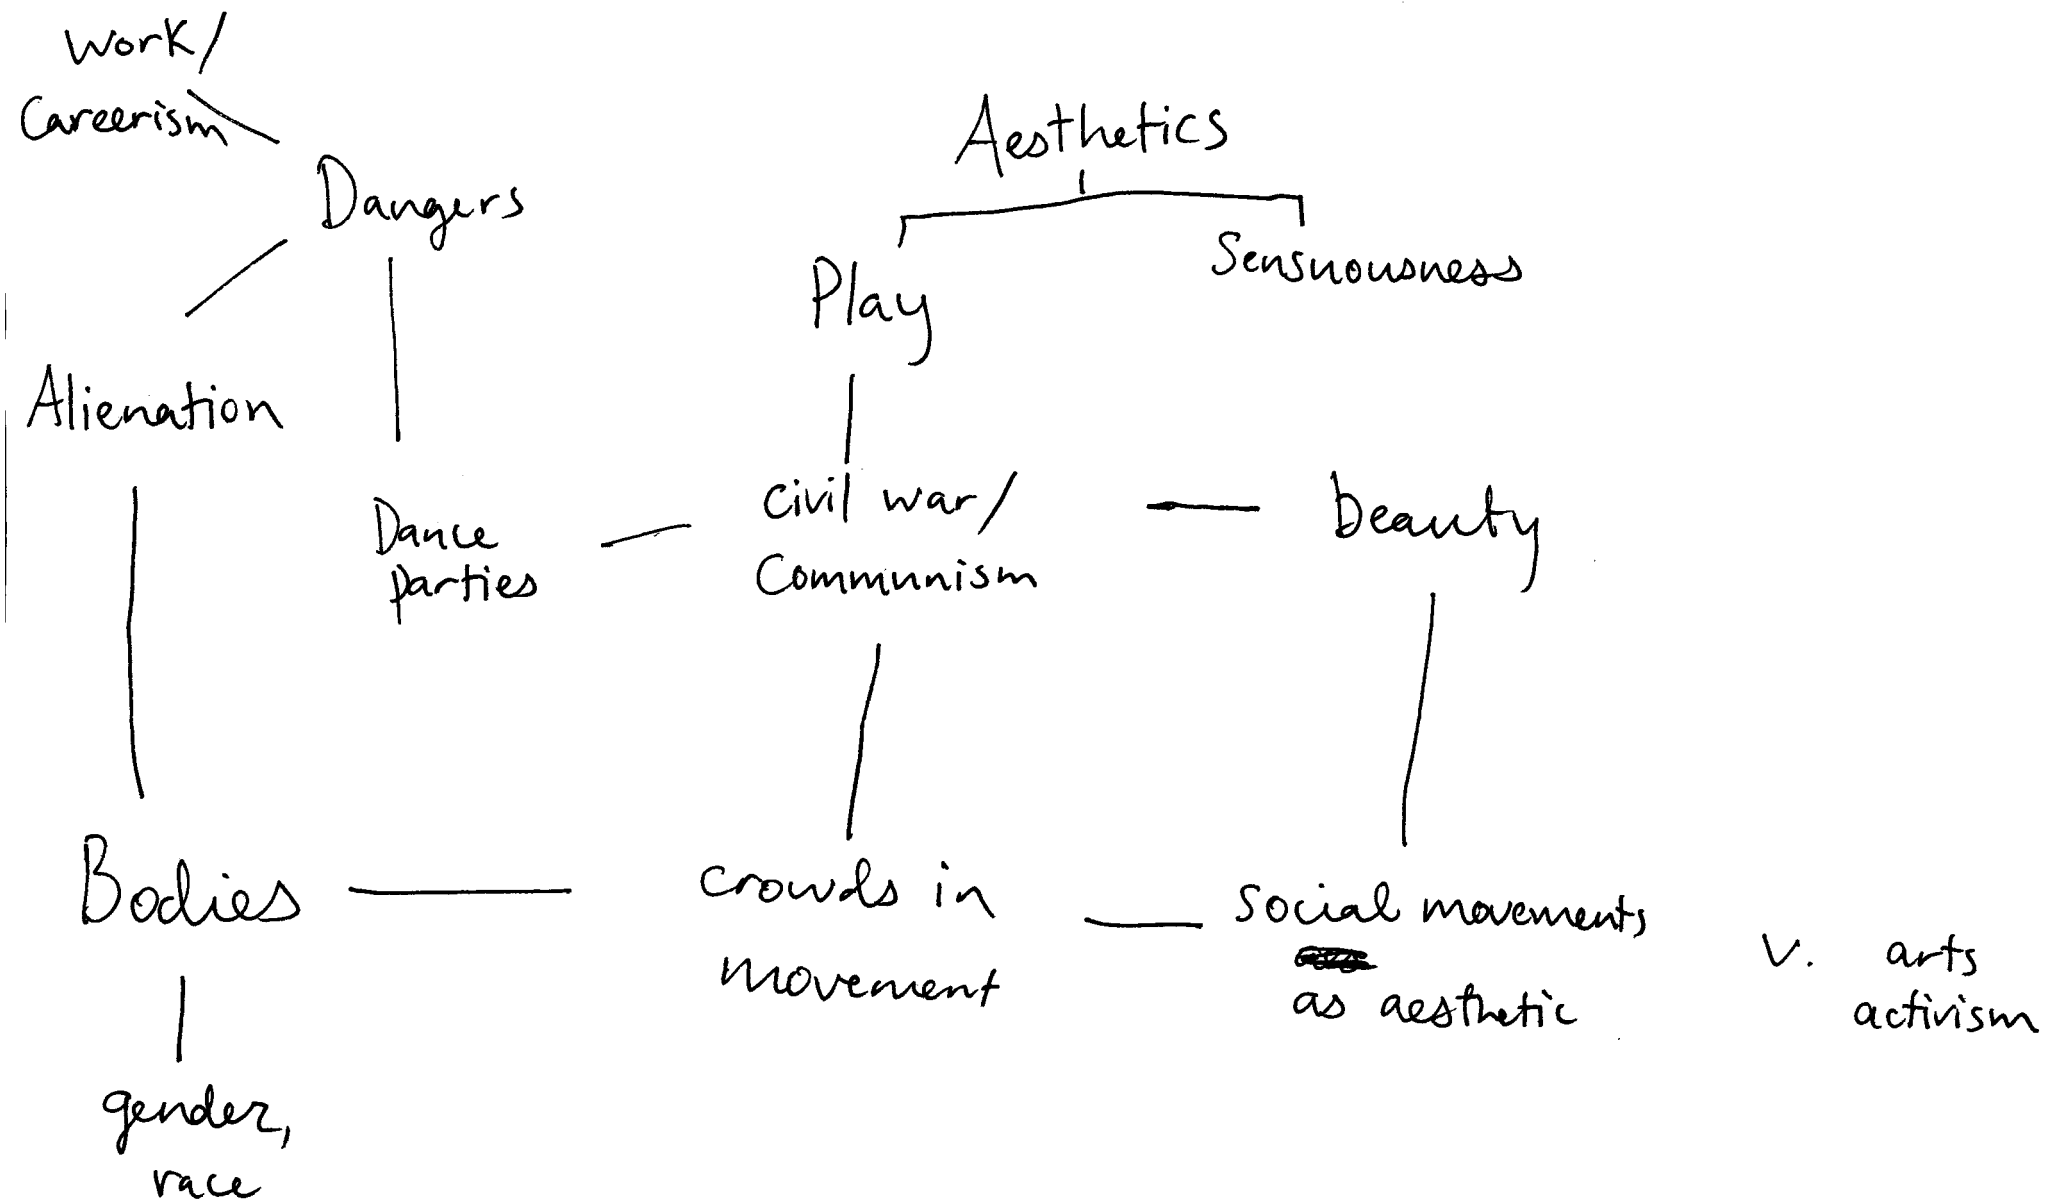 Work/
Careerism
Dangers
Aesthetics
Play
Sensuousness
Alienation
Dance
parties
Civil war/
Communism
beauty
Bodies
crowds in
movement
social movements
as aesthetic
v. arts
activism
gender,
race